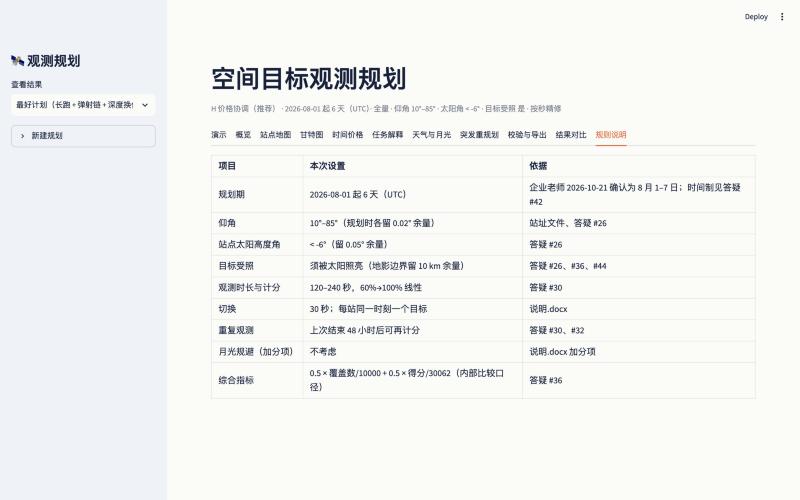 Deploy
观测规划
查看结果
最好计划（长跑 + 弹射链 + 深度换
新建规划
空间目标观测规划
H 价格协调（推荐） · 2026-08-01 起 6 天（UTC）· 全量 · 仰角 10°–85° · 太阳角 < -6° · 目标受照 是 · 按秒精修
演示 概览 站点地图 甘特图 时间价格 任务解释 天气与月光 突发重规划 校验与导出 结果对比 规则说明
项目 本次设置 依据
规划期 2026-08-01 起 6 天（UTC） 企业老师 2026-10-21 确认为 8 月 1–7 日；时间制见答疑
#42
仰角 10°–85°（规划时各留 0.02° 余量） 站址文件、答疑 #26
站点太阳高度角 < -6°（留 0.05° 余量） 答疑 #26
目标受照 须被太阳照亮（地影边界留 10 km 余量） 答疑 #26、#36、#44
观测时长与计分 120–240 秒，60%→100% 线性 答疑 #30
切换 30 秒；每站同一时刻一个目标 说明.docx
重复观测 上次结束 48 小时后可再计分 答疑 #30、#32
月光规避（加分项） 不考虑 说明.docx 加分项
综合指标 0.5 × 覆盖数/10000 + 0.5 × 得分/30062（内部比较口
径） 答疑 #36